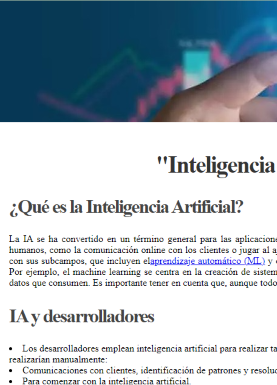 "Inteligencia
¿Qué es la Inteligencia Artificial?
La IA se ha convertido en un término general para las aplicacione
humanos, como la comunicación online con los clientes o jugar al aj
con sus subcampos, que incluyen elaprendizaje automático (ML) y
Por ejemplo, el machine learning se centra en la creación de sistem
datos que consumen. Es importante tener en cuenta que, aunque todo
IA y desarrolladores
• Los desarrolladores emplean inteligencia artificial para realizar ta
realizarían manualmente:
• Comunicaciones con clientes, identificación de patrones y resoluc
• Para comenzar con la inteligencia artificial.